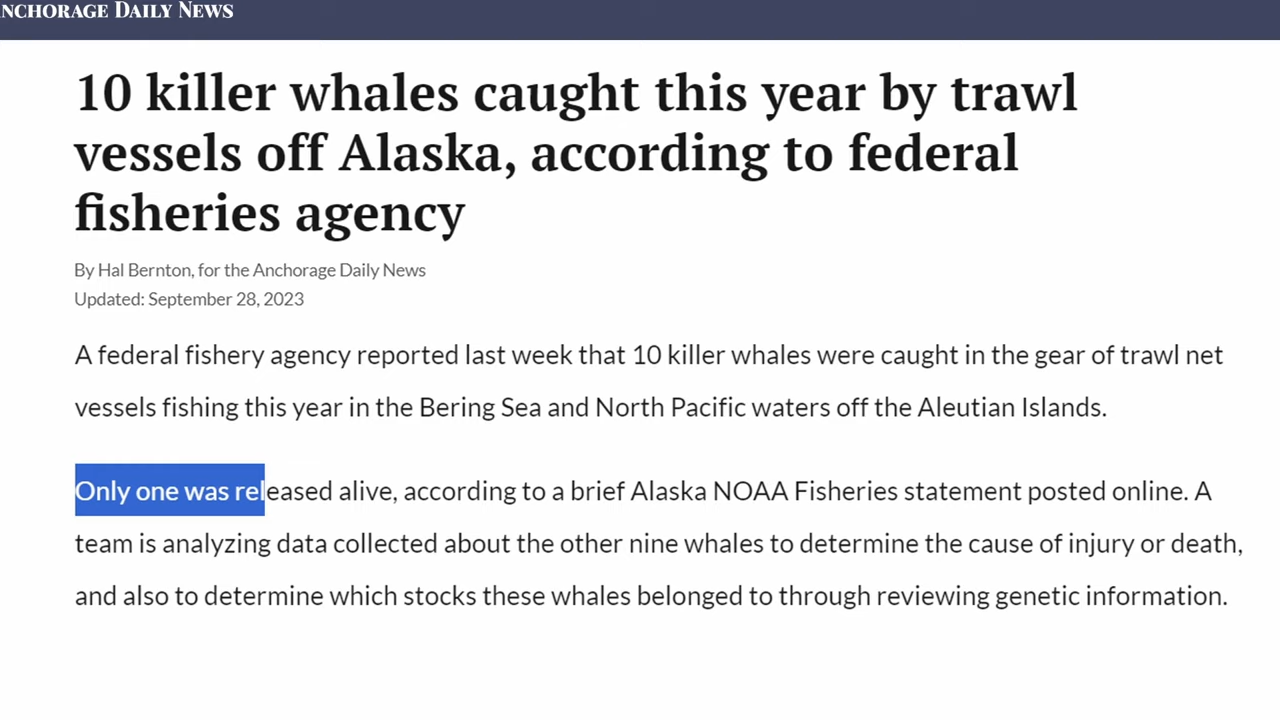 NCHORAGE DAILY NEWS
10 killer whales caught this year by trawl
vessels off Alaska, according to federal
fisheries agency
By Hal Bernton, for the Anchorage Daily News
Updated: September 28, 2023
A federal fishery agency reported last week that 10 killer whales were caught in the gear of trawl net
vessels fishing this year in the Bering Sea and North Pacific waters off the Aleutian Islands.
Only one was released alive, according to a brief Alaska NOAA Fisheries statement posted online. A
team is analyzing data collected about the other nine whales to determine the cause of injury or death,
and also to determine which stocks these whales belonged to through reviewing genetic information.